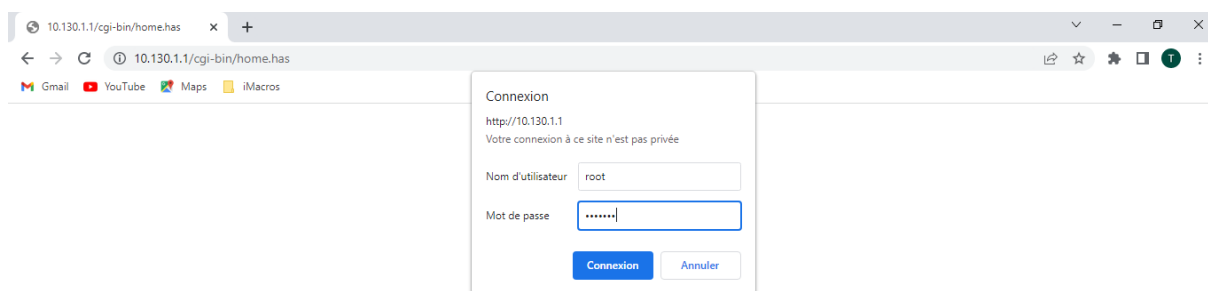 10.130.1.1/cgi-bin/home.has
10.130.1.1/cgi-bin/home.has
T
Gmail YouTube Maps iMacros
Connexion
http://10.130.1.1
Votre connexion à ce site n'est pas privée
Nom d'utilisateur root
Mot de passe •••••••
Connexion Annuler